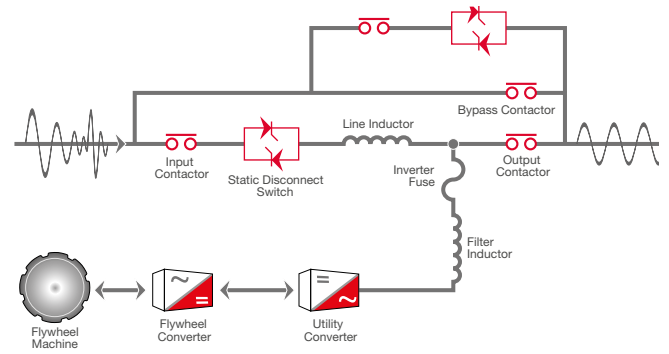 Bypass Contactor
Line Inductor
Input
Contactor
Static Disconnect
Switch
Inverter
Fuse
Output
Contactor
Filter
Inductor
Flywheel
Machine
Flywheel
Converter
Utility
Converter